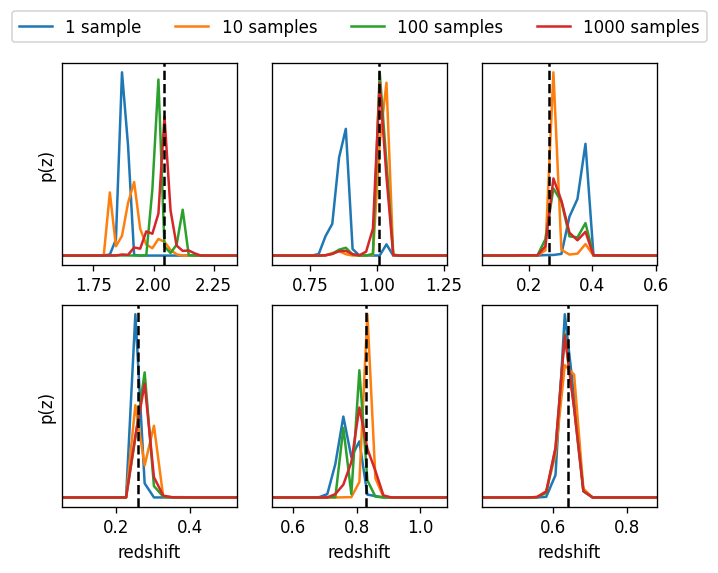 1 sample 10 samples 100 samples 1000 samples
p(z)
1.75 2.00 2.25 0.75 1.00 1.25 0.2 0.4 0.6
p(z)
0.2 0.4 0.6 0.8 1.0 0.6 0.8
redshift redshift redshift